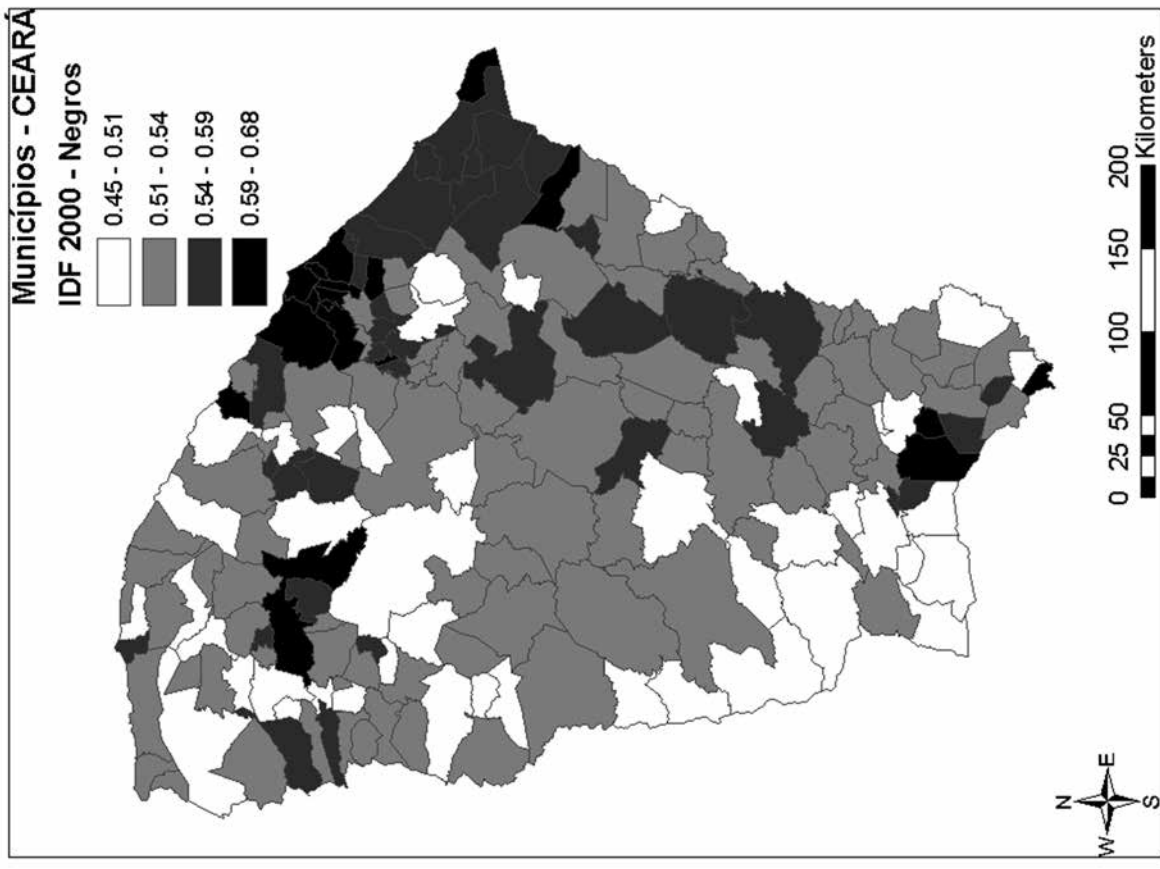 Municípios - CEARÁ
IDF 2000 - Negros
0.45 - 0.51
0.51 - 0.54
0.54 - 0.59
0.59 - 0.68
N
W E
S
0 25 50 100 150 200
Kilometers